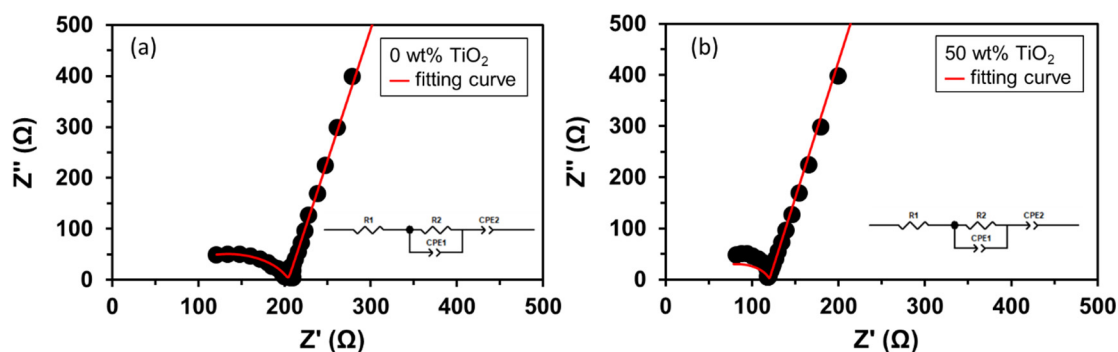 (a)
0 wt% TiO2
fitting curve
Z'' (Ω)
500
400
300
200
100
0
R1
R2
CPE1
CPE2
0 100 200 300 400 500
Z' (Ω)
(b)
50 wt% TiO2
fitting curve
Z'' (Ω)
500
400
300
200
100
0
R1
R2
CPE1
CPE2
0 100 200 300 400 500
Z' (Ω)